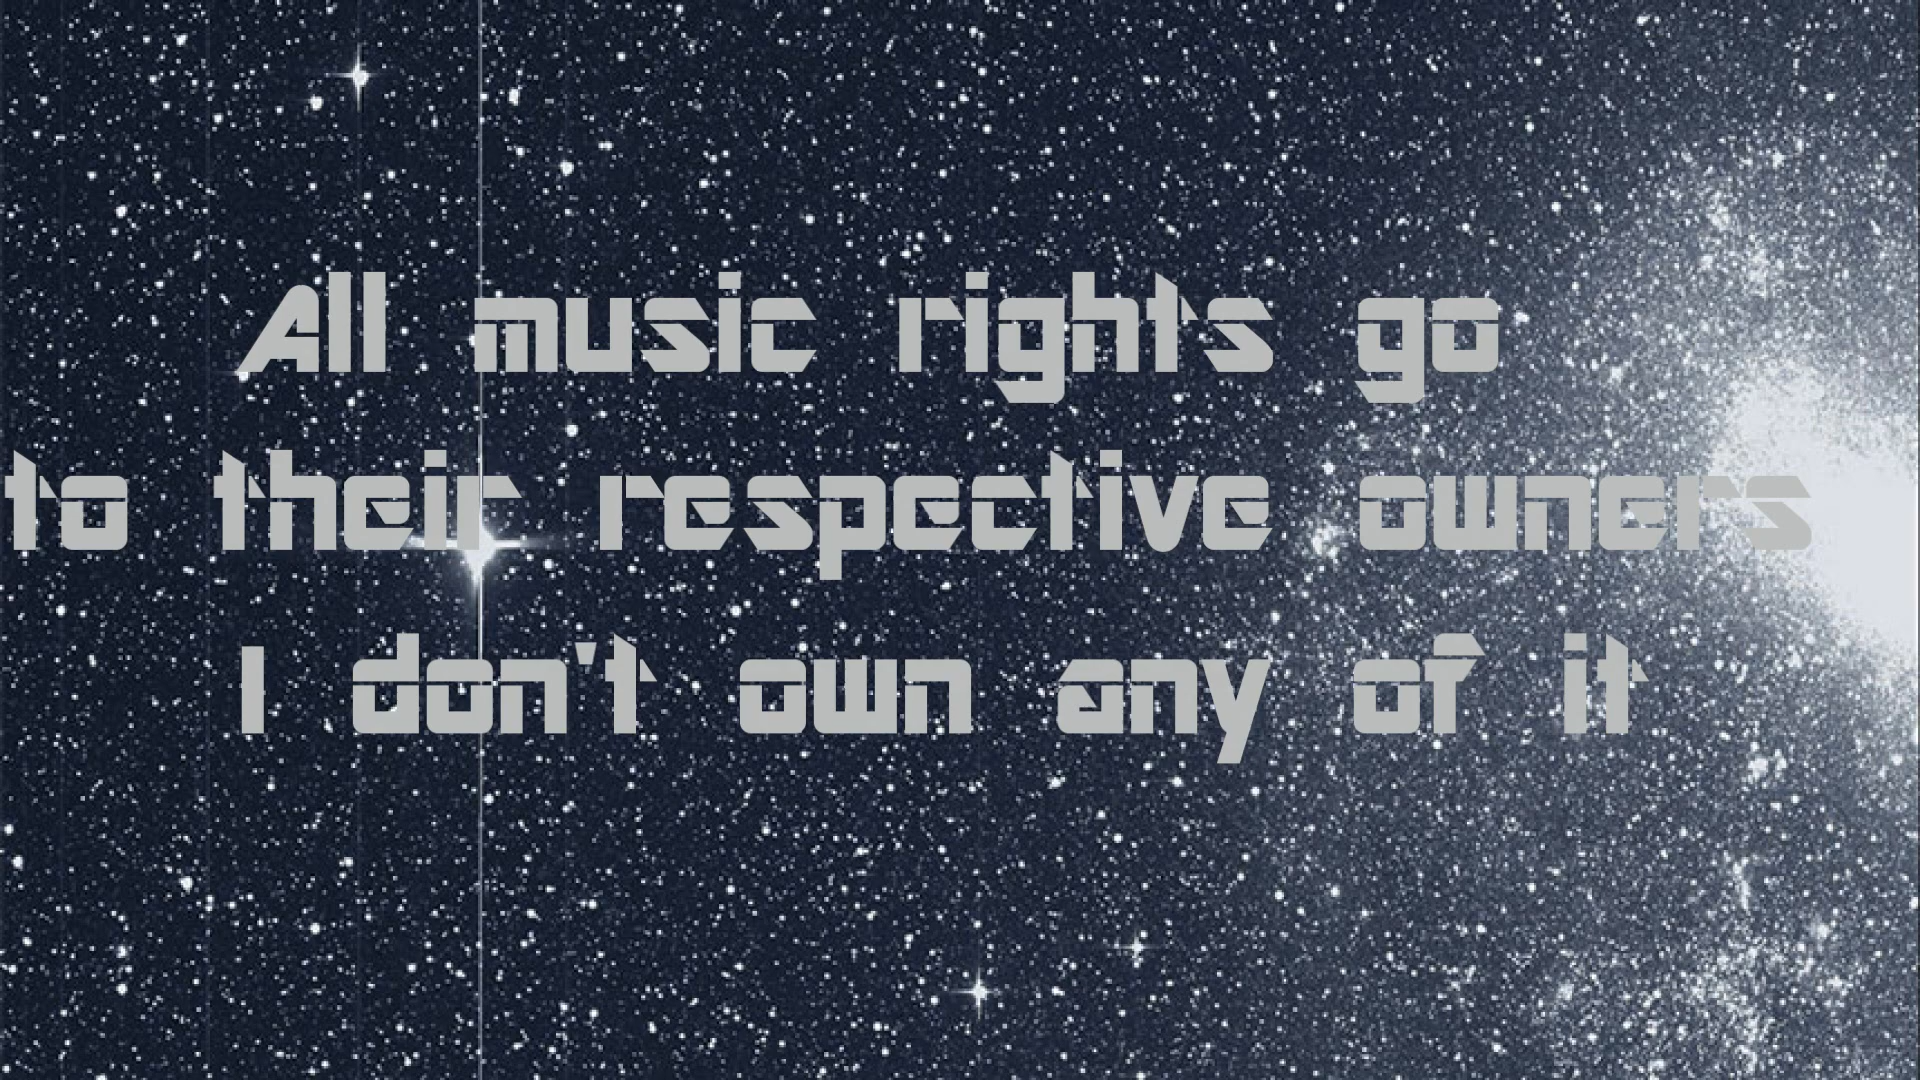 All music rights go
to their respective owners
I don't own any of it